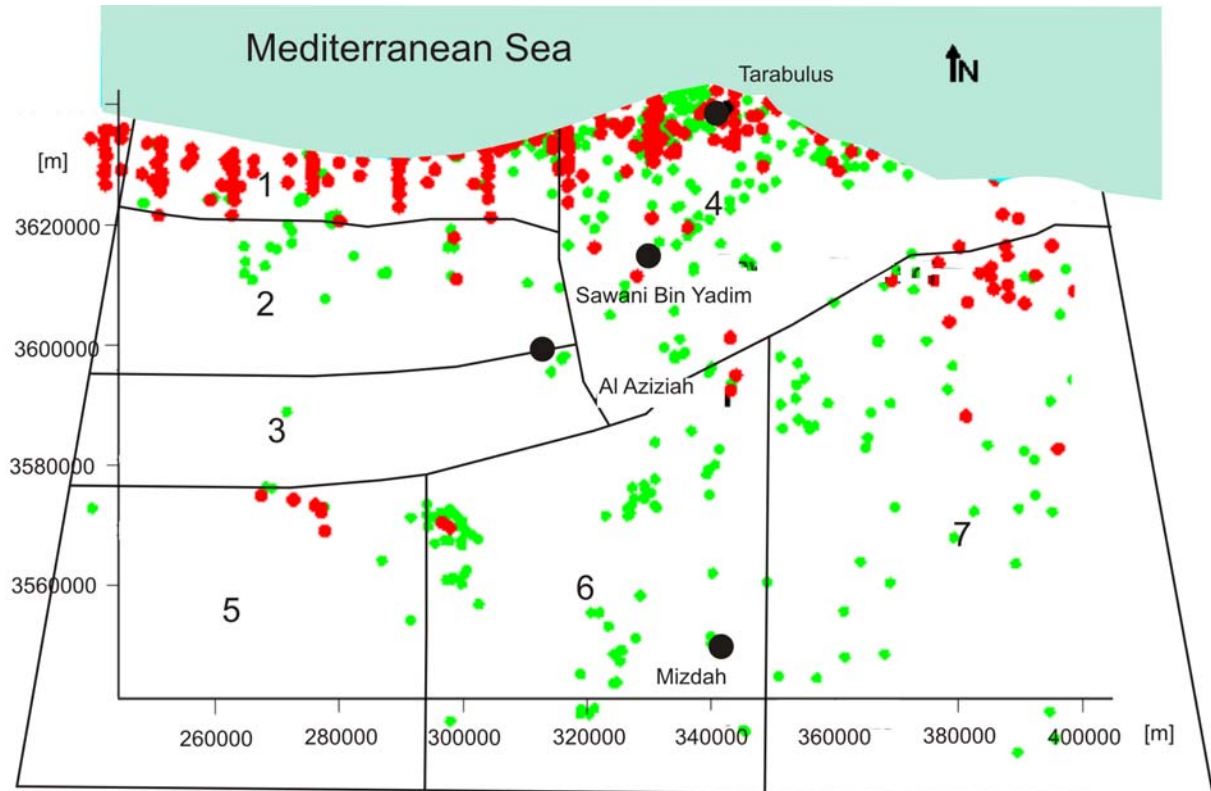 Mediterranean Sea
N
Tarabulus
[m]
1
4
3620000
2
Sawani Bin Yadim
3600000
Al Aziziah
3
3580000
7
3560000
6
5
Mizdah
260000 280000 300000 320000 340000 360000 380000 400000 [m]